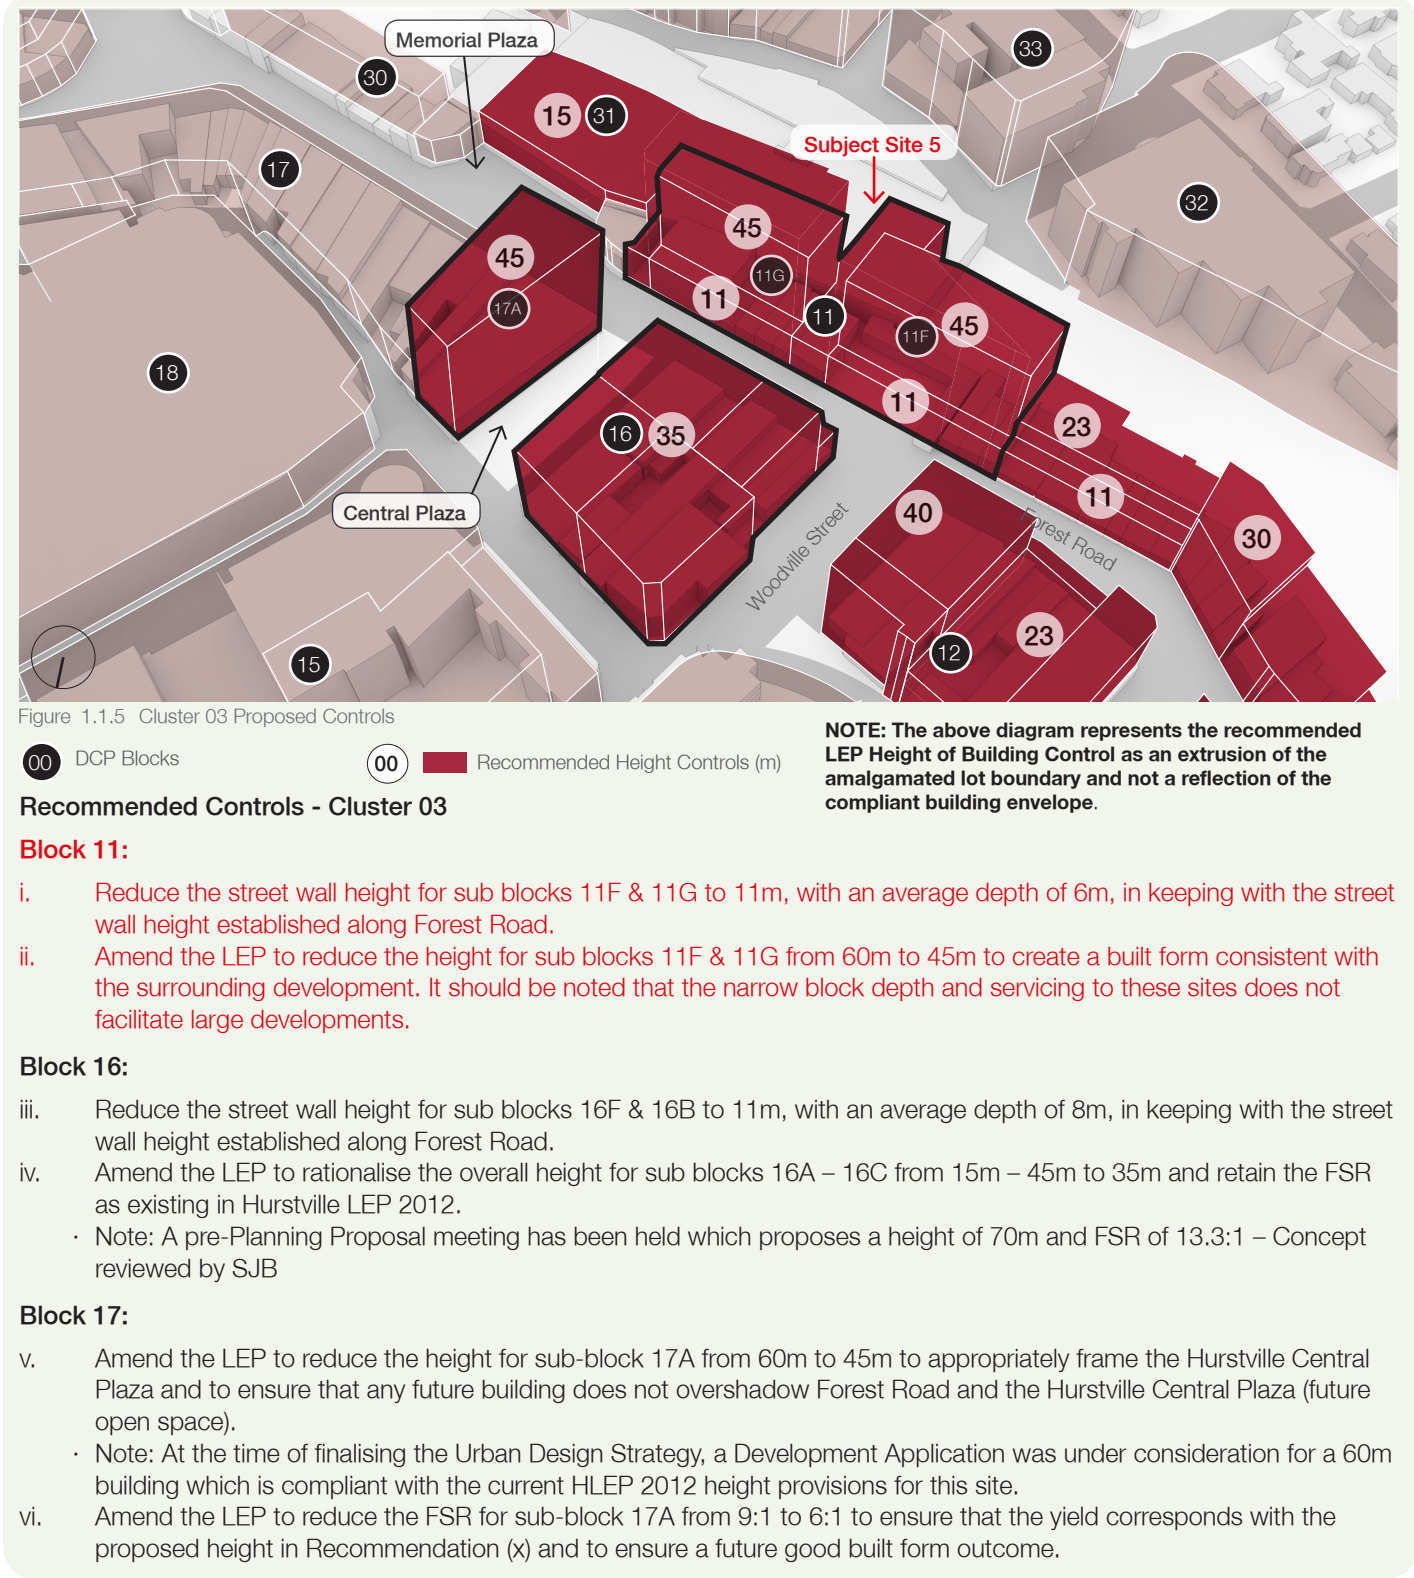 Memorial Plaza
33
30
15
31
Subject Site 5
17
32
45
45
11G
17A
11
11
45
11F
18
11
23
16
35
11
Central Plaza
40
Woodville Street
Forest Road
30
23
12
15
Figure 1.1.5 Cluster 03 Proposed Controls
00 DCP Blocks
00 Recommended Height Controls (m)
NOTE: The above diagram represents the recommended
LEP Height of Building Control as an extrusion of the
amalgamated lot boundary and not a reflection of the
compliant building envelope.
Recommended Controls - Cluster 03
Block 11:
i. Reduce the street wall height for sub blocks 11F & 11G to 11m, with an average depth of 6m, in keeping with the street
wall height established along Forest Road.
ii. Amend the LEP to reduce the height for sub blocks 11F & 11G from 60m to 45m to create a built form consistent with
the surrounding development. It should be noted that the narrow block depth and servicing to these sites does not
facilitate large developments.
Block 16:
iii. Reduce the street wall height for sub blocks 16F & 16B to 11m, with an average depth of 8m, in keeping with the street
wall height established along Forest Road.
iv. Amend the LEP to rationalise the overall height for sub blocks 16A – 16C from 15m – 45m to 35m and retain the FSR
as existing in Hurstville LEP 2012.
· Note: A pre-Planning Proposal meeting has been held which proposes a height of 70m and FSR of 13.3:1 – Concept
reviewed by SJB
Block 17:
v. Amend the LEP to reduce the height for sub-block 17A from 60m to 45m to appropriately frame the Hurstville Central
Plaza and to ensure that any future building does not overshadow Forest Road and the Hurstville Central Plaza (future
open space).
· Note: At the time of finalising the Urban Design Strategy, a Development Application was under consideration for a 60m
building which is compliant with the current HLEP 2012 height provisions for this site.
vi. Amend the LEP to reduce the FSR for sub-block 17A from 9:1 to 6:1 to ensure that the yield corresponds with the
proposed height in Recommendation (x) and to ensure a future good built form outcome.